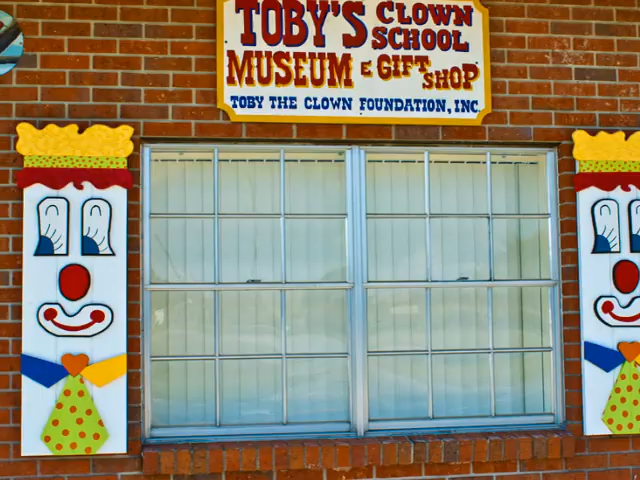 TOBY'S CLOWN SCHOOL
MUSEUM & GIFT SHOP
TOBY THE CLOWN FOUNDATION, INC.